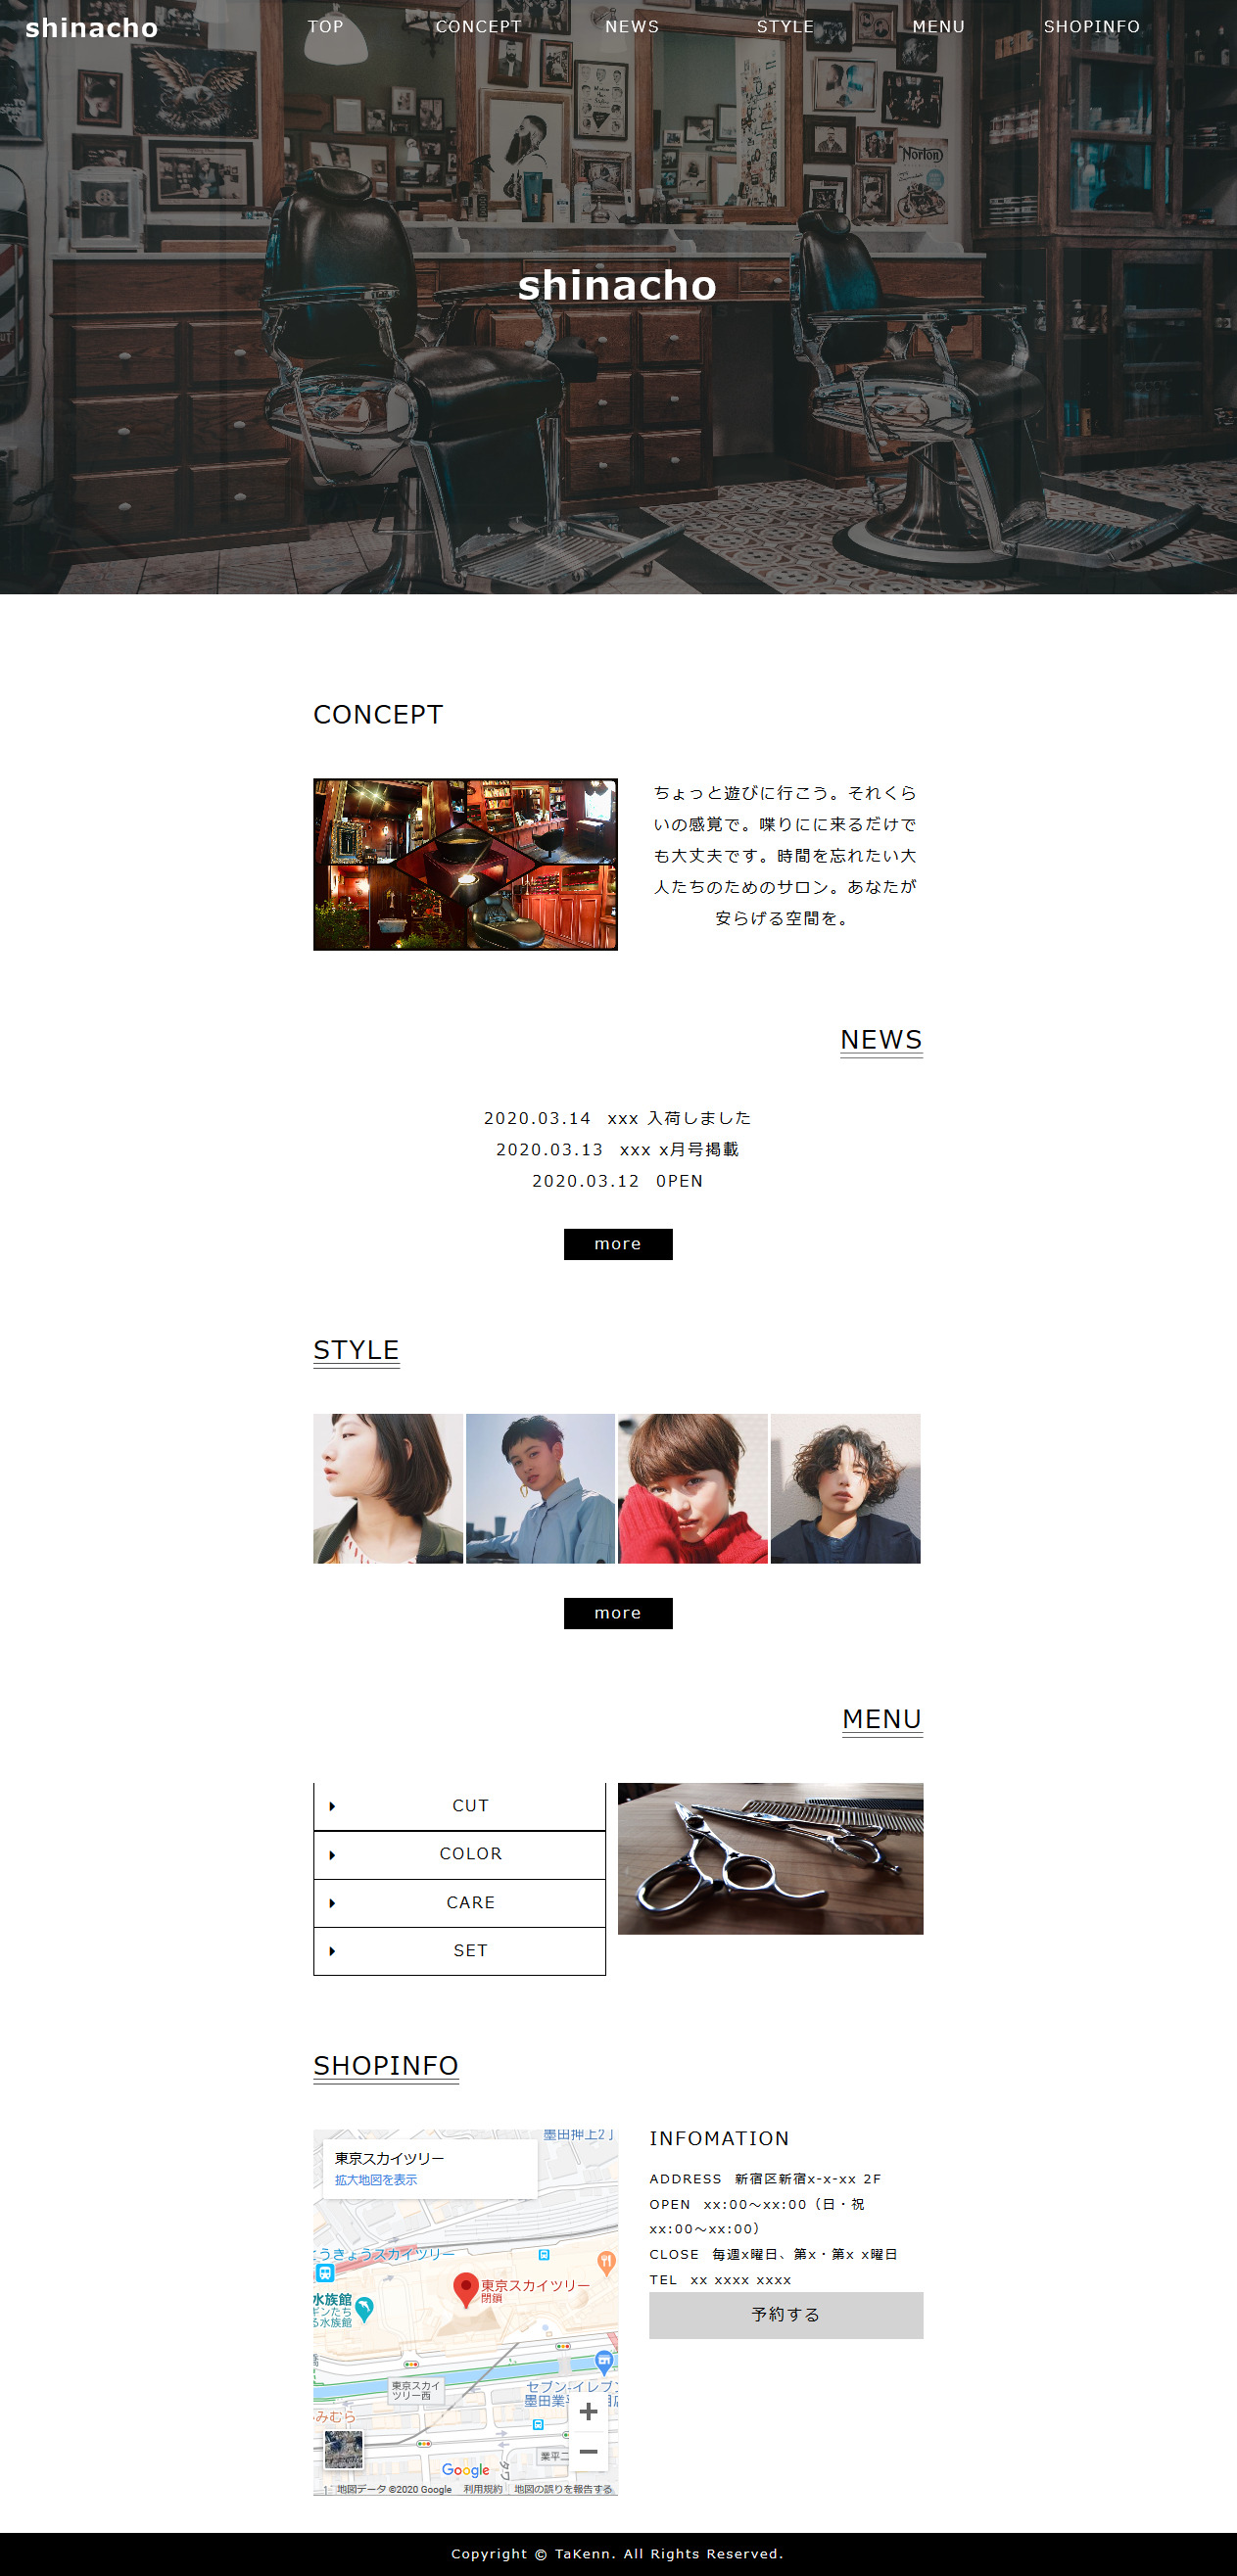 shinacho TOP CONCEPT NEWS STYLE MENU SHOPINFO
Norton
shinacho
CONCEPT
ちょっと遊びに行こう。それくら
いの感覚で。喋りにに来るだけで
も大丈夫です。時間を忘れたい大
人たちのためのサロン。あなたが
安らげる空間を。
NEWS
2020.03.14 xxx 入荷しました
2020.03.13 xxx x月号掲載
2020.03.12 0PEN
more
STYLE
more
MENU
CUT
COLOR
CARE
SET
SHOPINFO
墨田押上2丁
東京スカイツリー
拡大地図を表示
とうきょうスカイツリー
東京スカイツリー
閉鎖
水族館
ギンたち
る水族館
東京スカイ
ツリー西
セブン-イレブン
墨田業平
みむら
業平二
タワ
Google
地図データ ©2020 Google 利用規約 地図の誤りを報告する
INFOMATION
ADDRESS 新宿区新宿x-x-xx 2F
OPEN xx:00～xx:00（日・祝
xx:00～xx:00）
CLOSE 毎週x曜日、第x・第x x曜日
TEL xx xxxx xxxx
予約する
Copyright © TaKenn. All Rights Reserved.